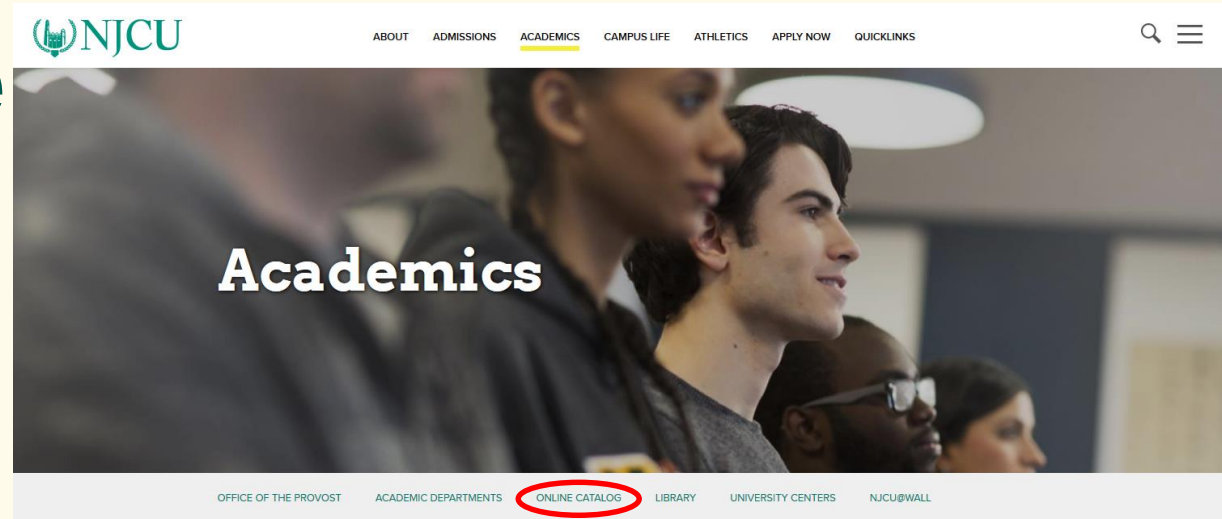 NJCU
ABOUT ADMISSIONS ACADEMICS CAMPUS LIFE ATHLETICS APPLY NOW QUICKLINKS
Academics
OFFICE OF THE PROVOST ACADEMIC DEPARTMENTS ONLINE CATALOG LIBRARY UNIVERSITY CENTERS NJCU@WALL